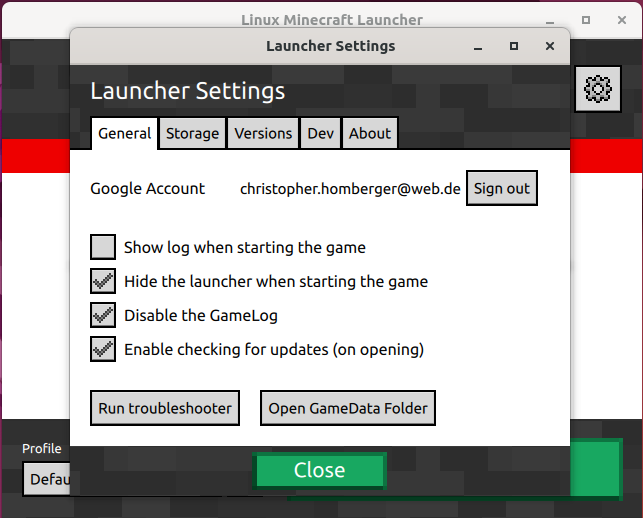 Linux Minecraft Launcher
Launcher Settings
Launcher Settings
General Storage Versions Dev About
Google Account christopher.homberger@web.de Sign out
Show log when starting the game
Hide the launcher when starting the game
Disable the GameLog
Enable checking for updates (on opening)
Run troubleshooter Open GameData Folder
Profile
Close
Defau